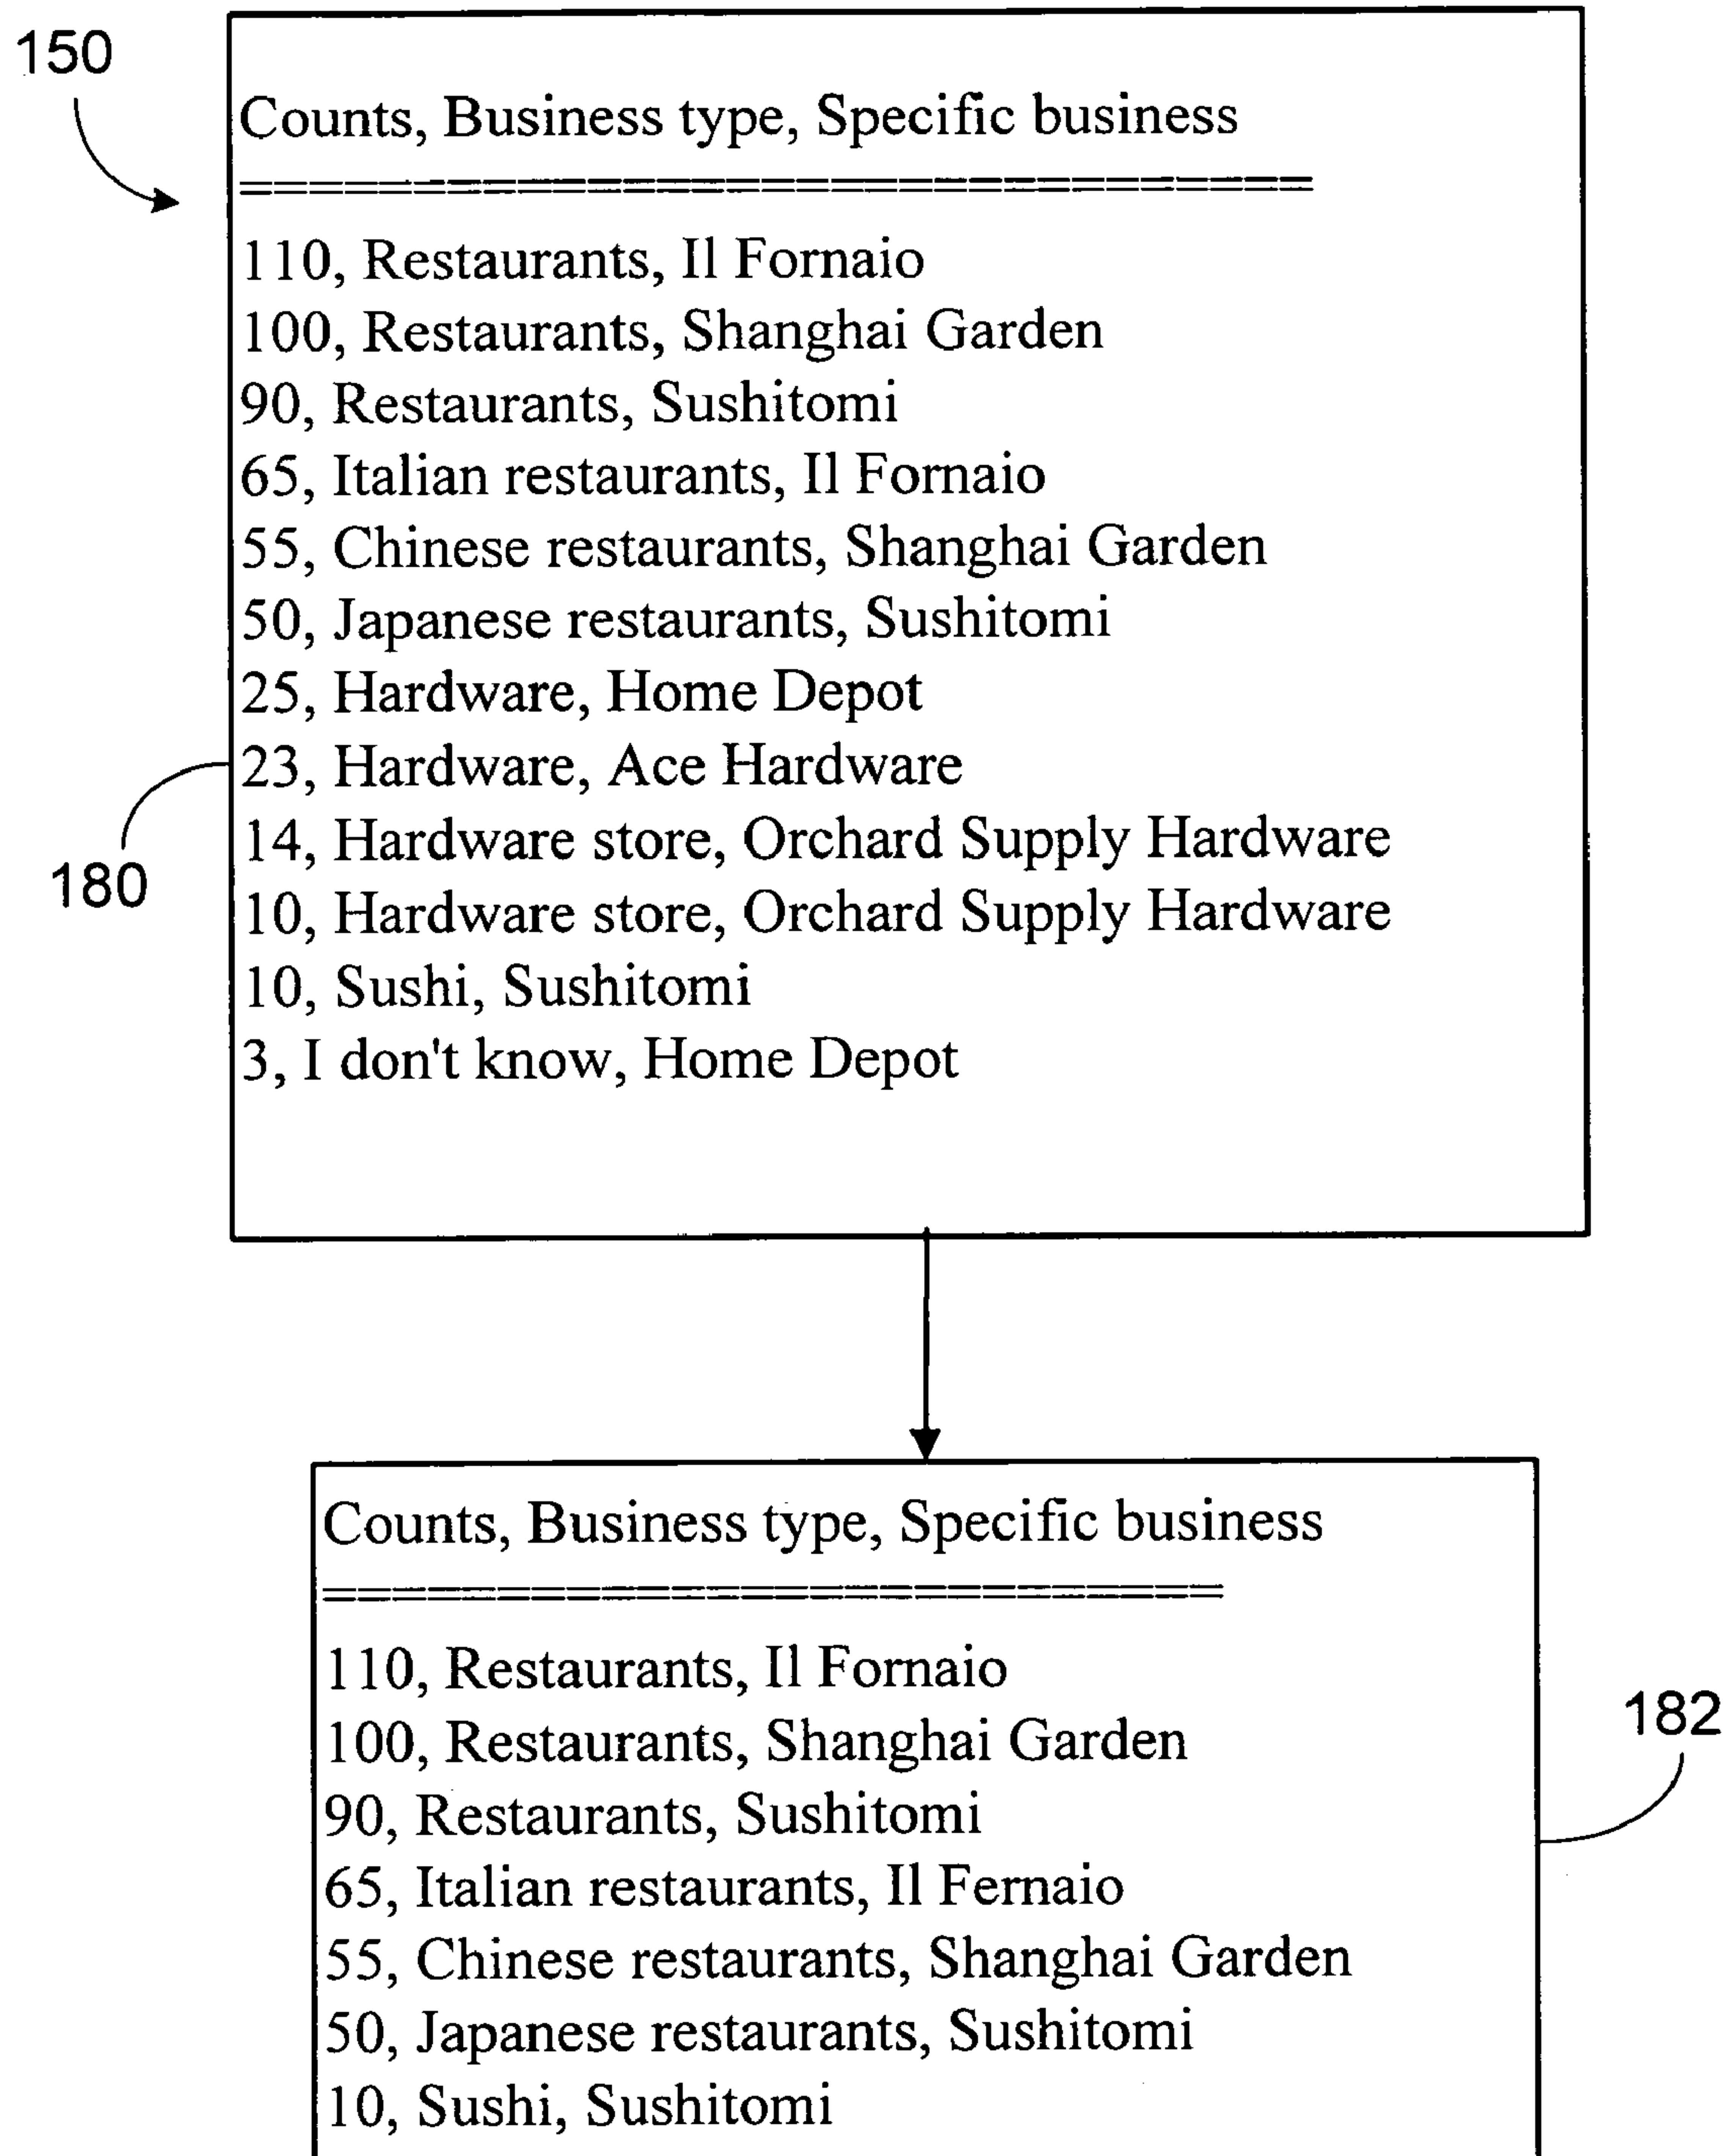 150
Counts, Business type, Specific business
===============================
110, Restaurants, Il Fornaio
100, Restaurants, Shanghai Garden
90, Restaurants, Sushitomi
65, Italian restaurants, Il Fornaio
55, Chinese restaurants, Shanghai Garden
50, Japanese restaurants, Sushitomi
25, Hardware, Home Depot
23, Hardware, Ace Hardware
14, Hardware store, Orchard Supply Hardware
180
10, Hardware store, Orchard Supply Hardware
10, Sushi, Sushitomi
3, I don't know, Home Depot
Counts, Business type, Specific business
==========================
110, Restaurants, Il Fornaio
182
100, Restaurants, Shanghai Garden
90, Restaurants, Sushitomi
65, Italian restaurants, Il Fernaio
55, Chinese restaurants, Shanghai Garden
50, Japanese restaurants, Sushitomi
10, Sushi, Sushitomi